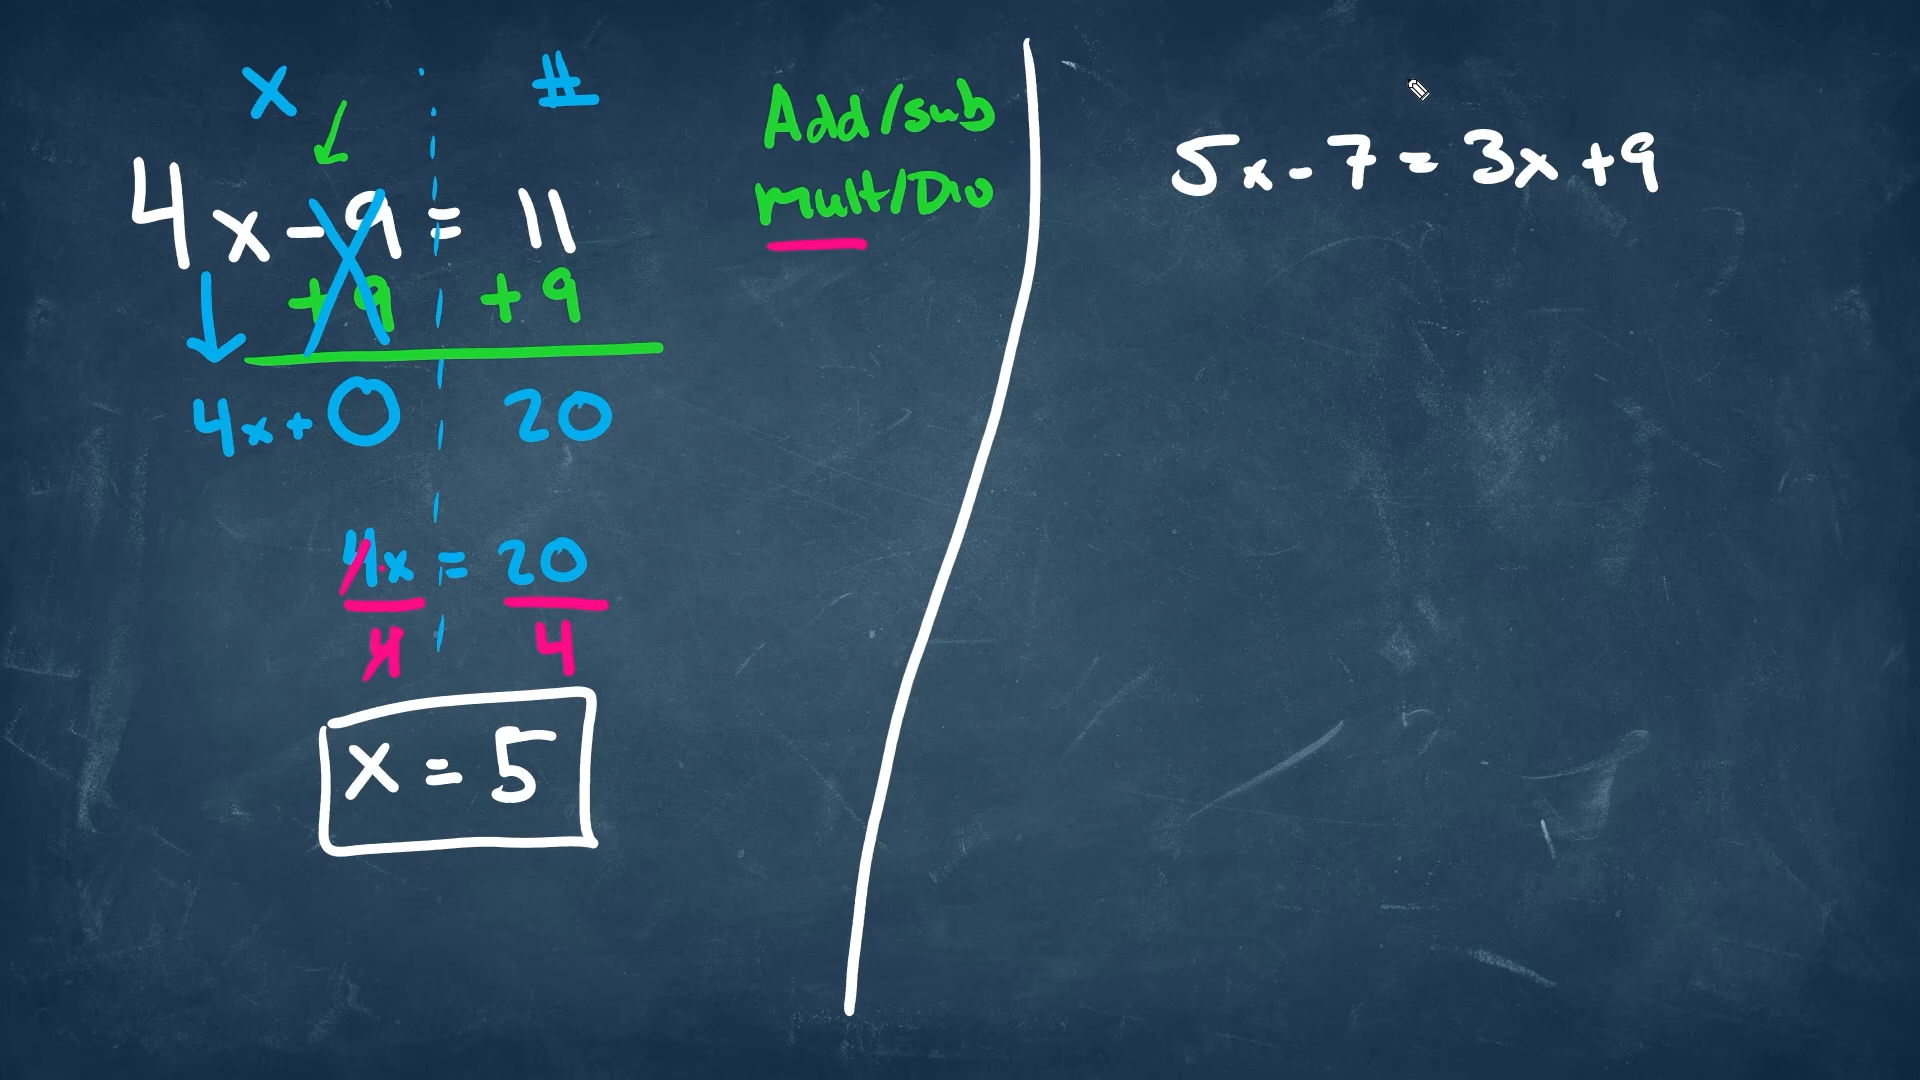 x #
4x - 9 = 11
+ 9 + 9
4x + 0 20
4x = 20
4 4
x = 5
Add/sub
Mult/Div
5x - 7 = 3x + 9